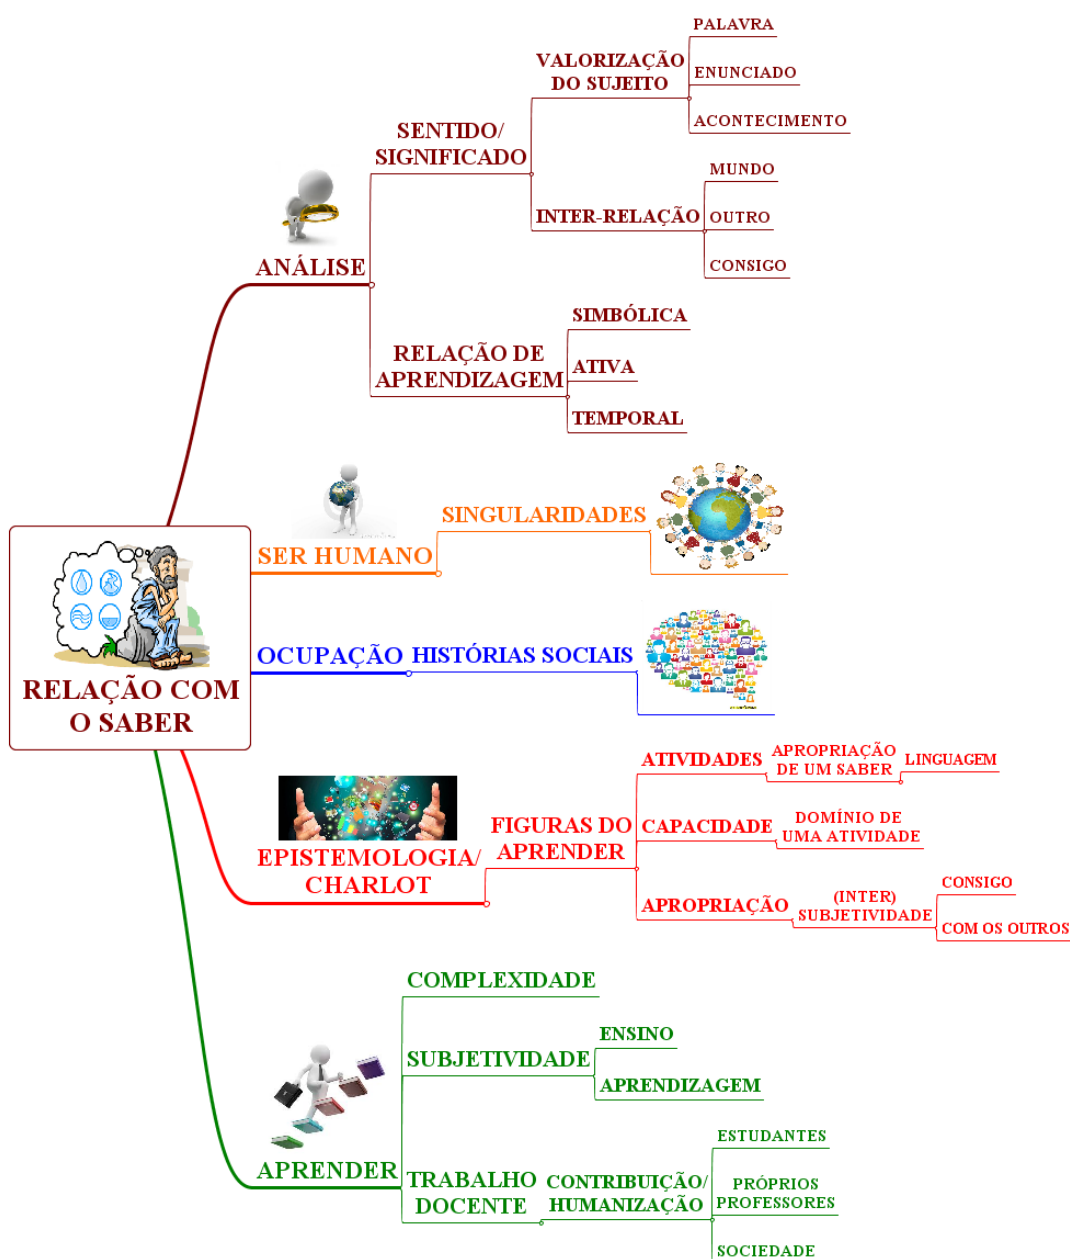 PALAVRA
VALORIZAÇÃO
DO SUJEITO
ENUNCIADO
ACONTECIMENTO
SENTIDO/
SIGNIFICADO
MUNDO
INTER-RELAÇÃO
OUTRO
CONSIGO
ANÁLISE
SIMBÓLICA
RELAÇÃO DE
APRENDIZAGEM
ATIVA
TEMPORAL
SER HUMANO
SINGULARIDADES
RELAÇÃO COM
O SABER
OCUPAÇÃO
HISTÓRIAS SOCIAIS
EPISTEMOLOGIA/
CHARLOT
FIGURAS DO
APRENDER
ATIVIDADES
APROPRIAÇÃO
DE UM SABER
LINGUAGEM
CAPACIDADE
DOMÍNIO DE
UMA ATIVIDADE
APROPRIAÇÃO
(INTER)
SUBJETIVIDADE
CONSIGO
COM OS OUTROS
APRENDER
COMPLEXIDADE
SUBJETIVIDADE
ENSINO
APRENDIZAGEM
TRABALHO
DOCENTE
CONTRIBUIÇÃO/
HUMANIZAÇÃO
ESTUDANTES
PRÓPRIOS
PROFESSORES
SOCIEDADE